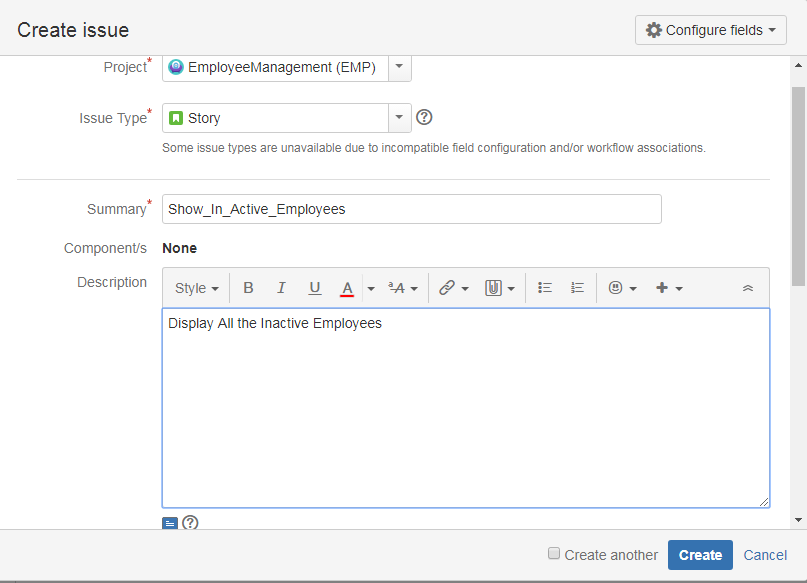 Create issue
Configure fields
Project*
EmployeeManagement (EMP)
Issue Type*
Story
Some issue types are unavailable due to incompatible field configuration and/or workflow associations.
Summary*
Show_In_Active_Employees
Component/s
None
Description
Style B I U A ªA
Display All the Inactive Employees
Create another
Create
Cancel